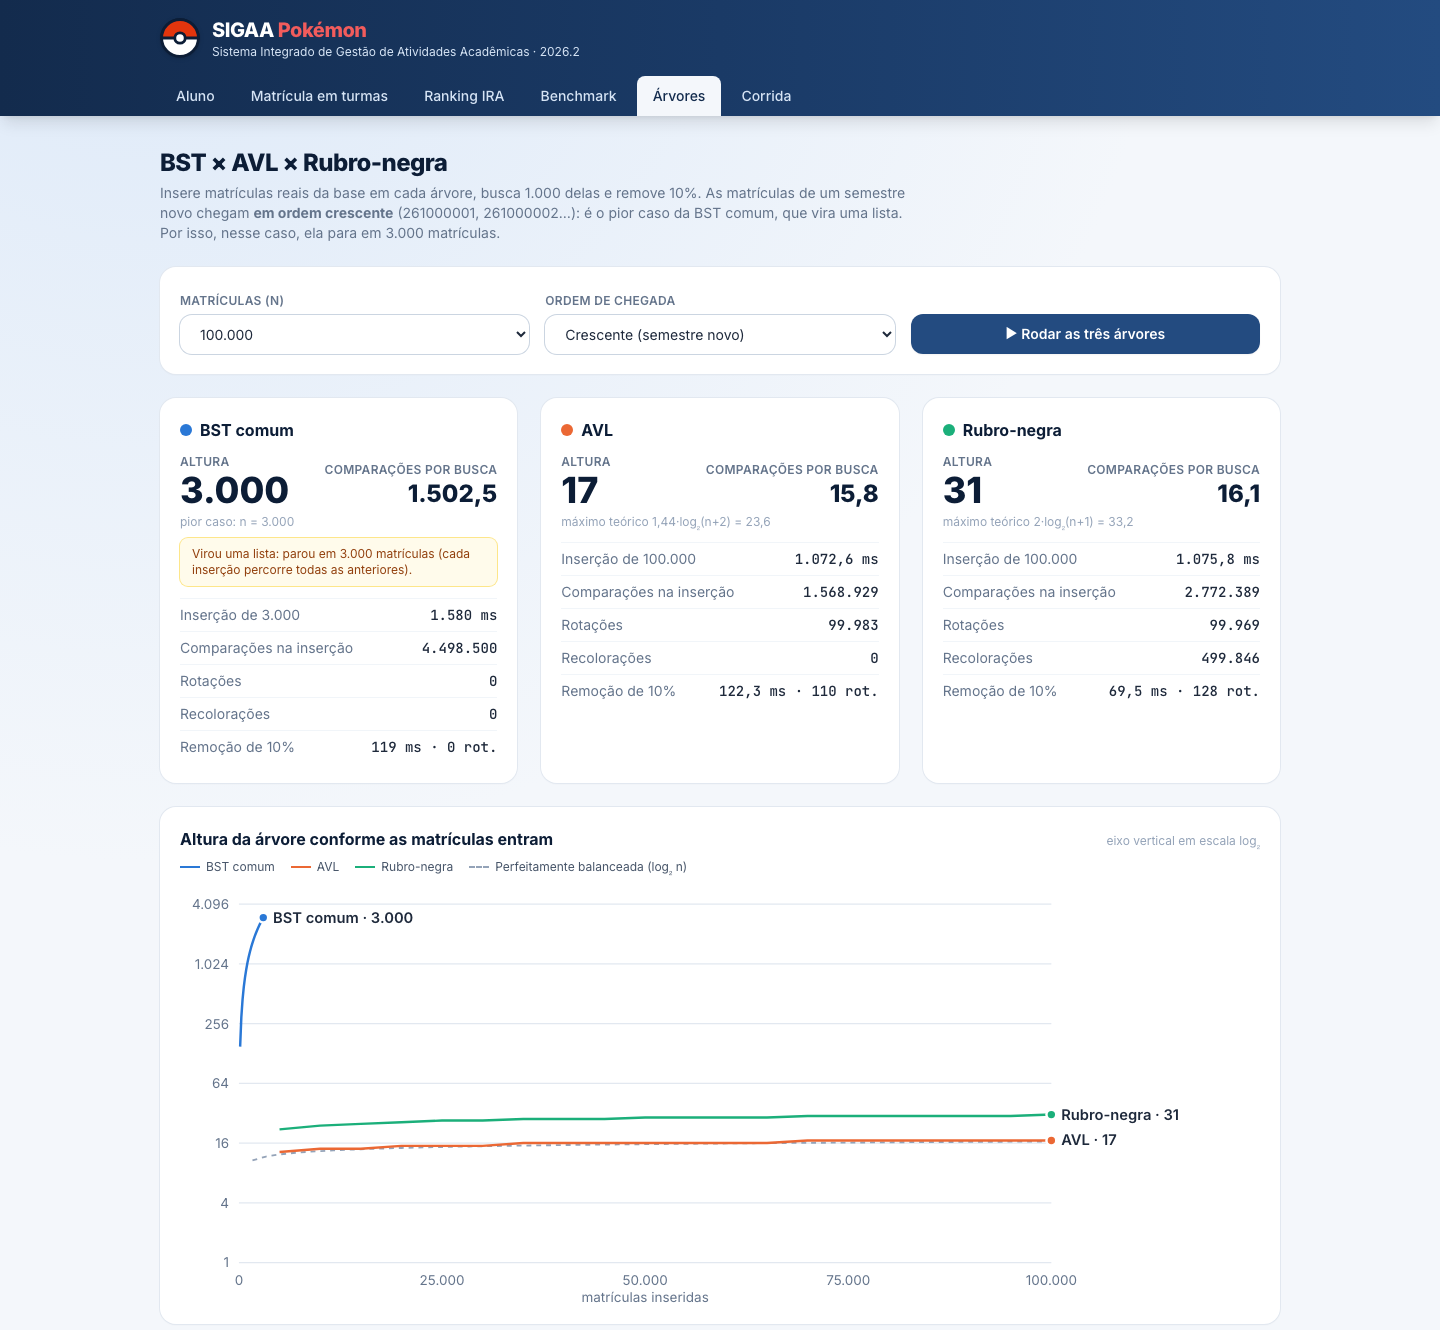 SIGAA Pokémon
Sistema Integrado de Gestão de Atividades Acadêmicas · 2026.2
Aluno
Matrícula em turmas
Ranking IRA
Benchmark
Árvores
Corrida
BST × AVL × Rubro-negra
Insere matrículas reais da base em cada árvore, busca 1.000 delas e remove 10%. As matrículas de um semestre
novo chegam em ordem crescente (261000001, 261000002...): é o pior caso da BST comum, que vira uma lista.
Por isso, nesse caso, ela para em 3.000 matrículas.
MATRÍCULAS (N)
100.000
ORDEM DE CHEGADA
Crescente (semestre novo)
▶ Rodar as três árvores
BST comum
ALTURA
3.000
COMPARAÇÕES POR BUSCA
1.502,5
pior caso: n = 3.000
Virou uma lista: parou em 3.000 matrículas (cada
inserção percorre todas as anteriores).
Inserção de 3.000 1.580 ms
Comparações na inserção 4.498.500
Rotações 0
Recolorações 0
Remoção de 10% 119 ms · 0 rot.
AVL
ALTURA
17
COMPARAÇÕES POR BUSCA
15,8
máximo teórico 1,44·log₂(n+2) = 23,6
Inserção de 100.000 1.072,6 ms
Comparações na inserção 1.568.929
Rotações 99.983
Recolorações 0
Remoção de 10% 122,3 ms · 110 rot.
Rubro-negra
ALTURA
31
COMPARAÇÕES POR BUSCA
16,1
máximo teórico 2·log₂(n+1) = 33,2
Inserção de 100.000 1.075,8 ms
Comparações na inserção 2.772.389
Rotações 99.969
Recolorações 499.846
Remoção de 10% 69,5 ms · 128 rot.
Altura da árvore conforme as matrículas entram
eixo vertical em escala log₂
BST comum
AVL
Rubro-negra
Perfeitamente balanceada (log₂ n)
4.096
1.024
256
64
16
4
1
BST comum · 3.000
Rubro-negra · 31
AVL · 17
0
25.000
50.000
75.000
100.000
matrículas inseridas